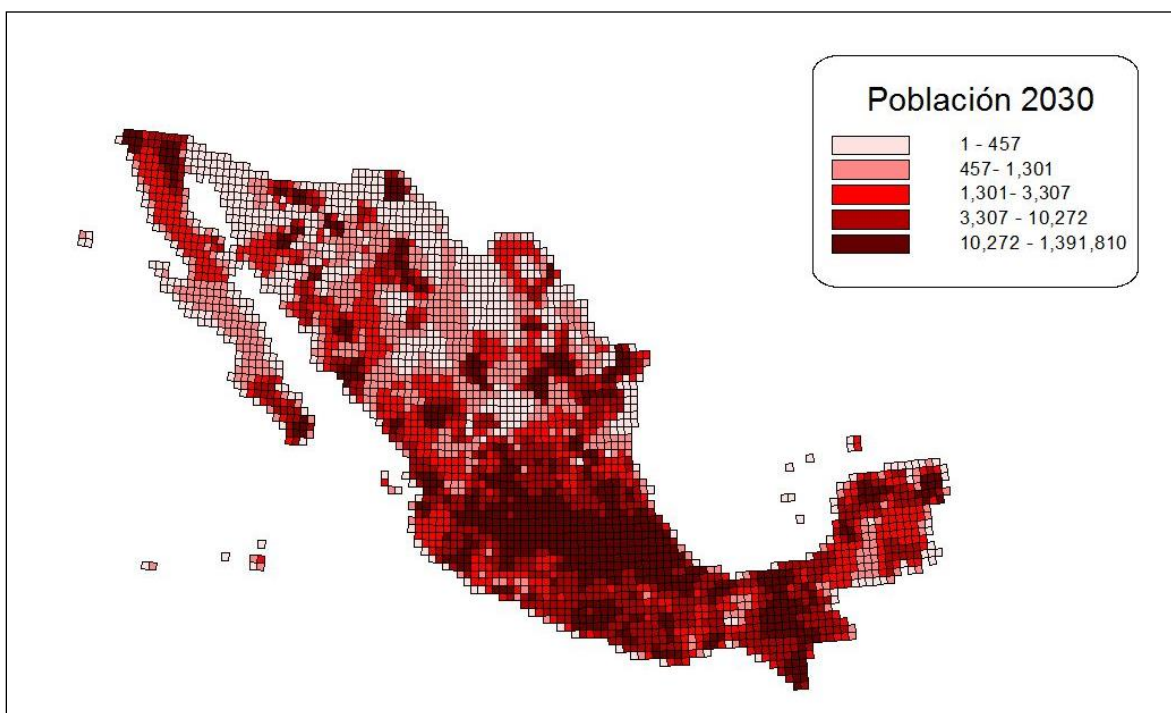 Población 2030
1 - 457
457- 1,301
1,301- 3,307
3,307 - 10,272
10,272 - 1,391,810